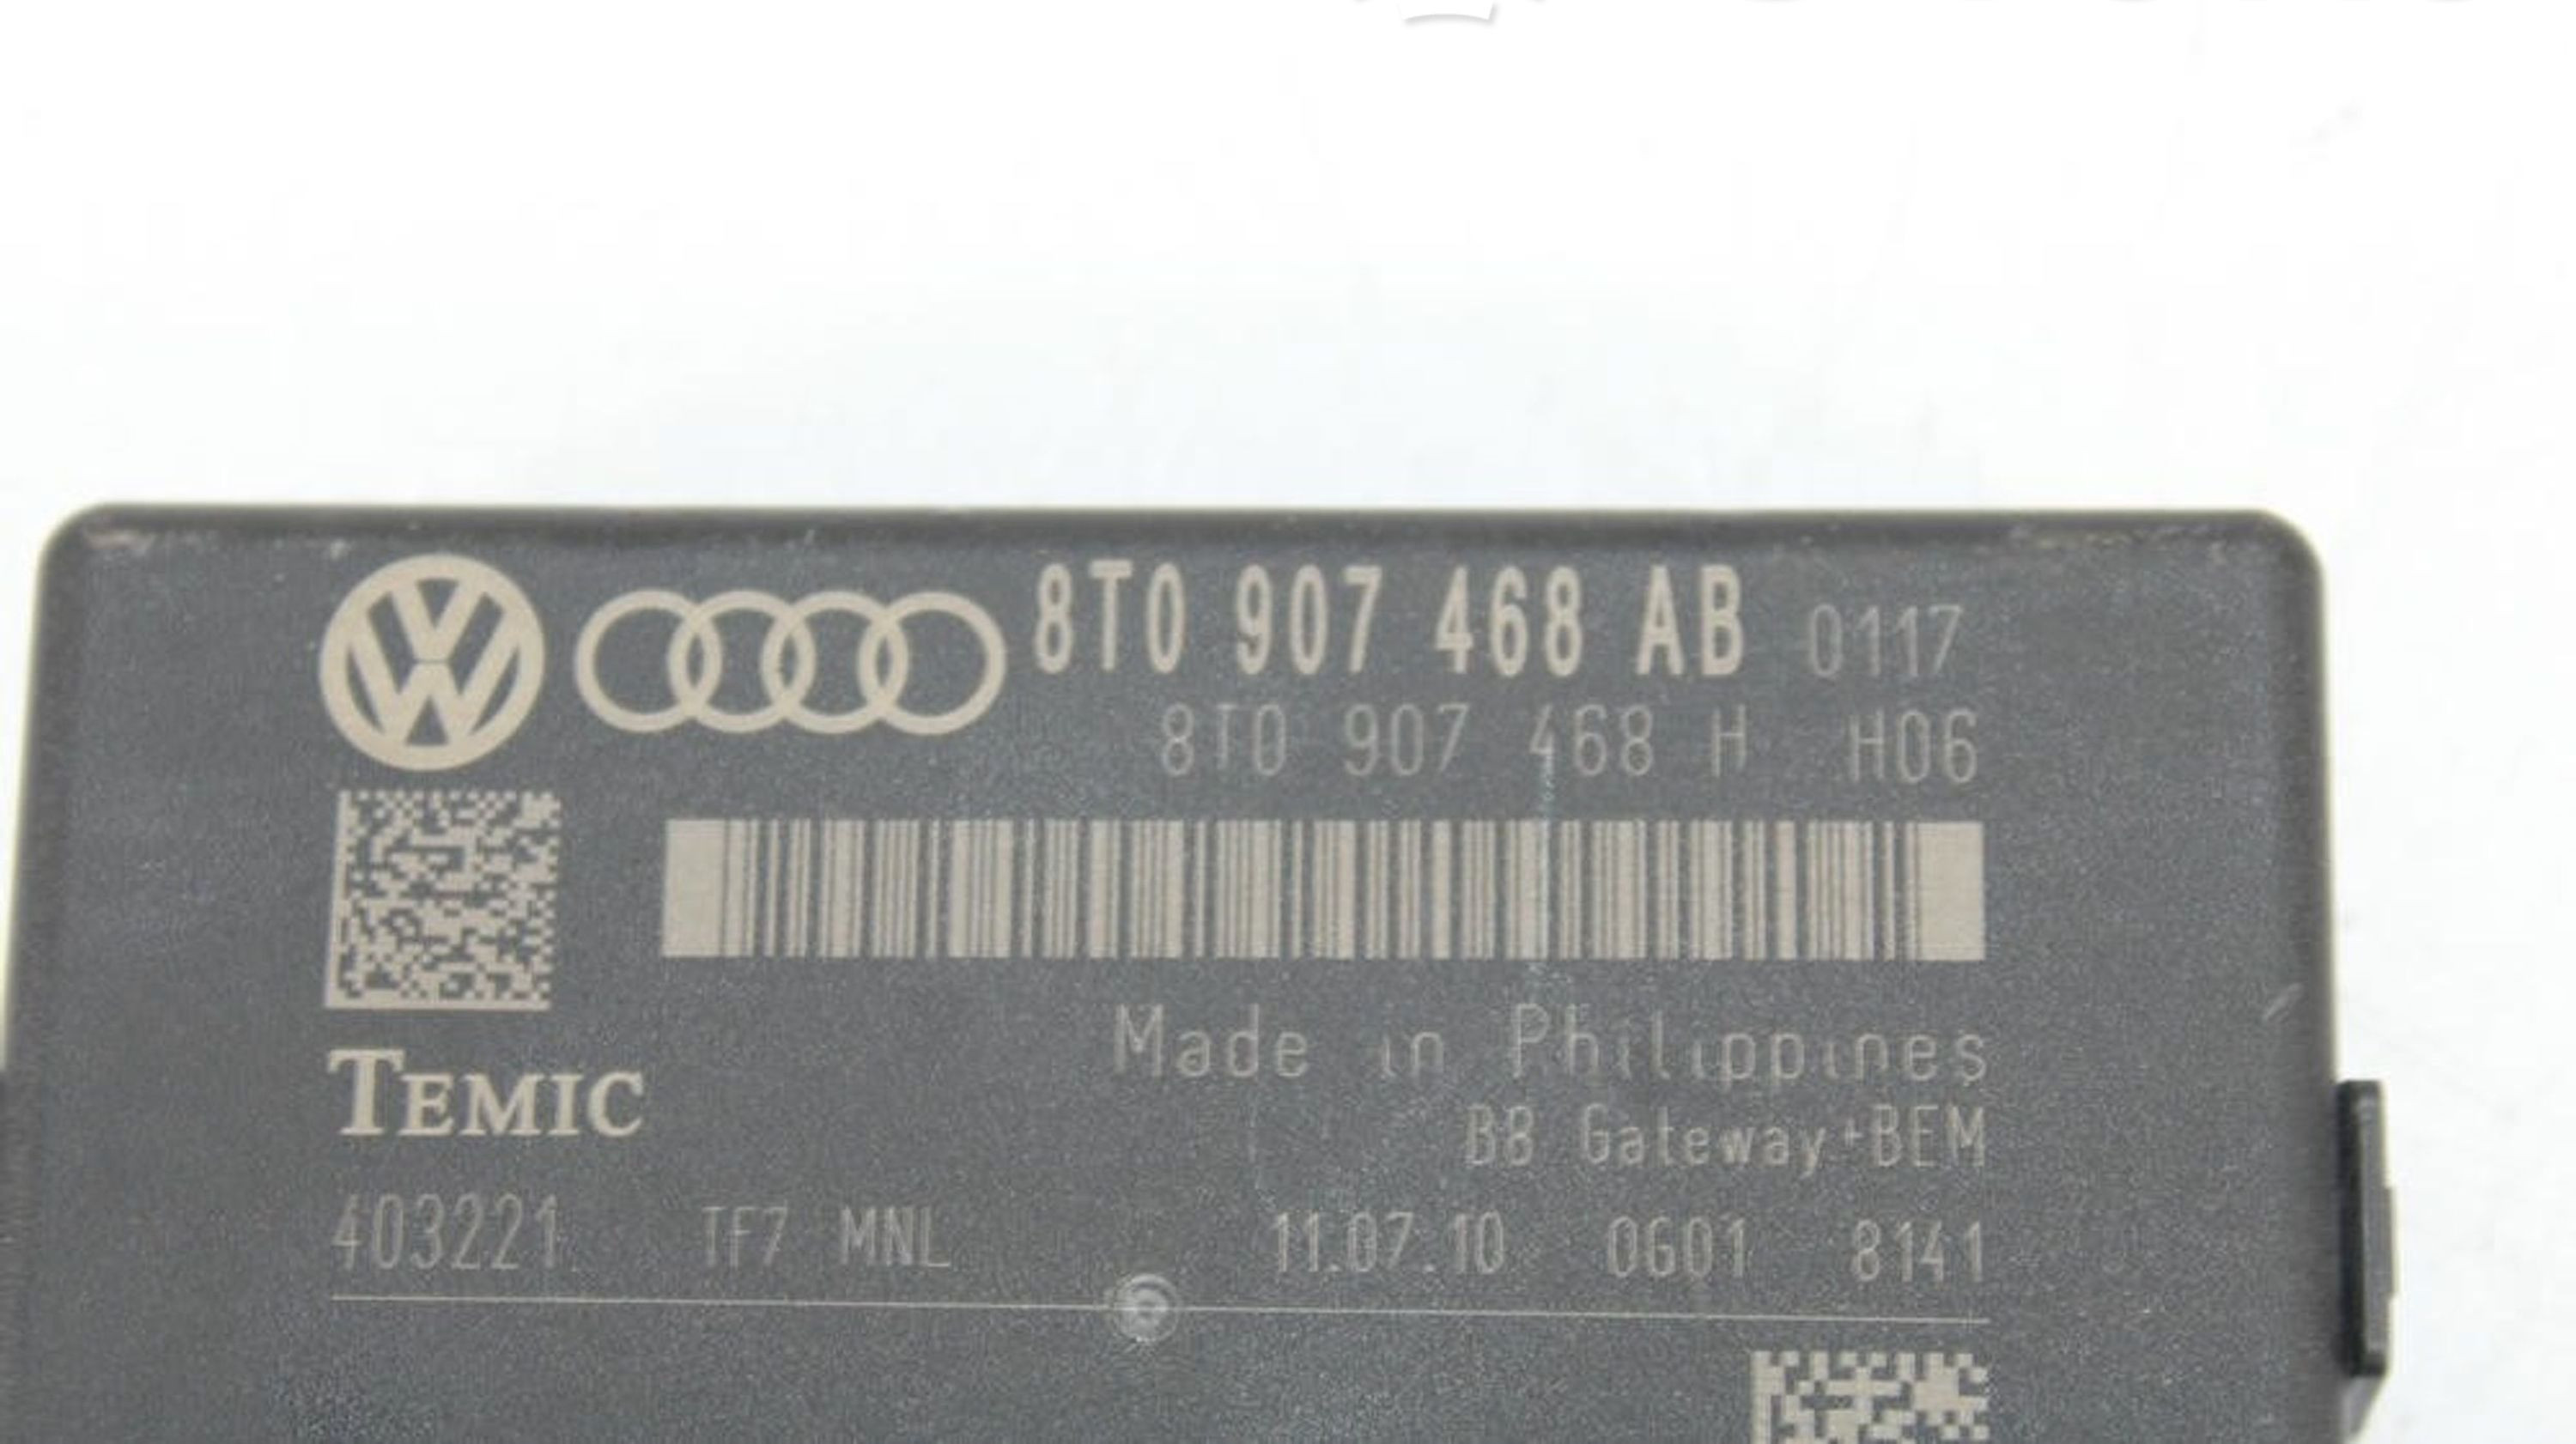 8T0 907 468 AB 0117
8T0 907 468 H H06
Made in Philippines
TEMIC
B8 Gateway+BEM
403221 TF7 MNL 11.07.10 0601 8141